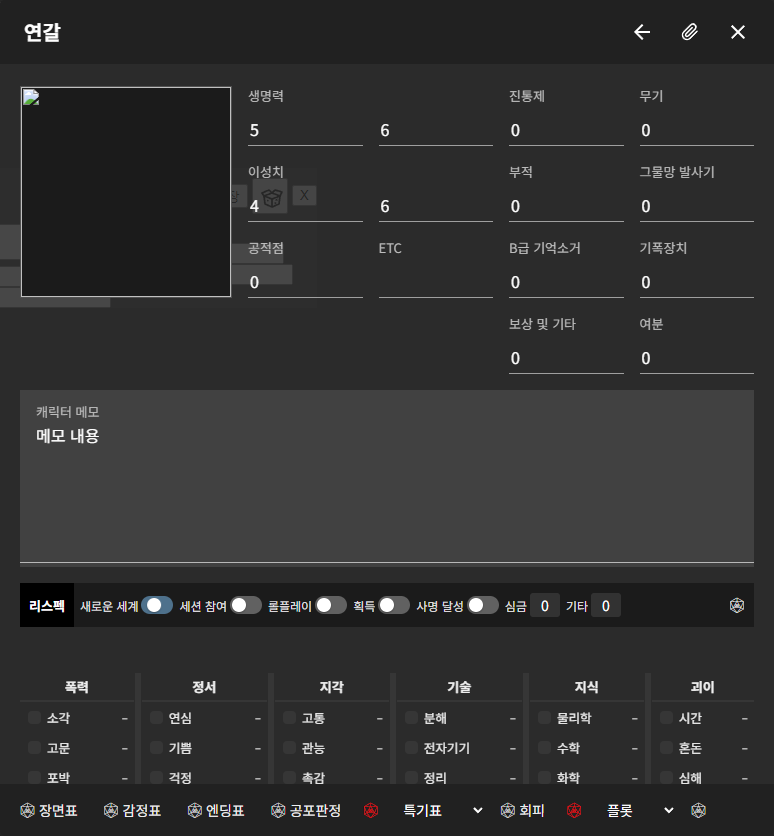 연갈
생명력 진통제 무기
5 6 0 0
이성치 부적 그물망 발사기
X
4 6 0 0
공적점 ETC B급 기억소거 기폭장치
0 0 0
보상 및 기타 여분
0 0
캐릭터 메모
메모 내용
리스펙 새로운 세계 세션 참여 롤플레이 획득 사명 달성 심금 0 기타 0
폭력 정서 지각 기술 지식 괴이
소각 - 연심 - 고통 - 분해 - 물리학 - 시간 -
고문 - 기쁨 - 관능 - 전자기기 - 수학 - 혼돈 -
포박 - 걱정 - 촉감 - 정리 - 화학 - 심해 -
장면표 감정표 엔딩표 공포판정 특기표 회피 플롯